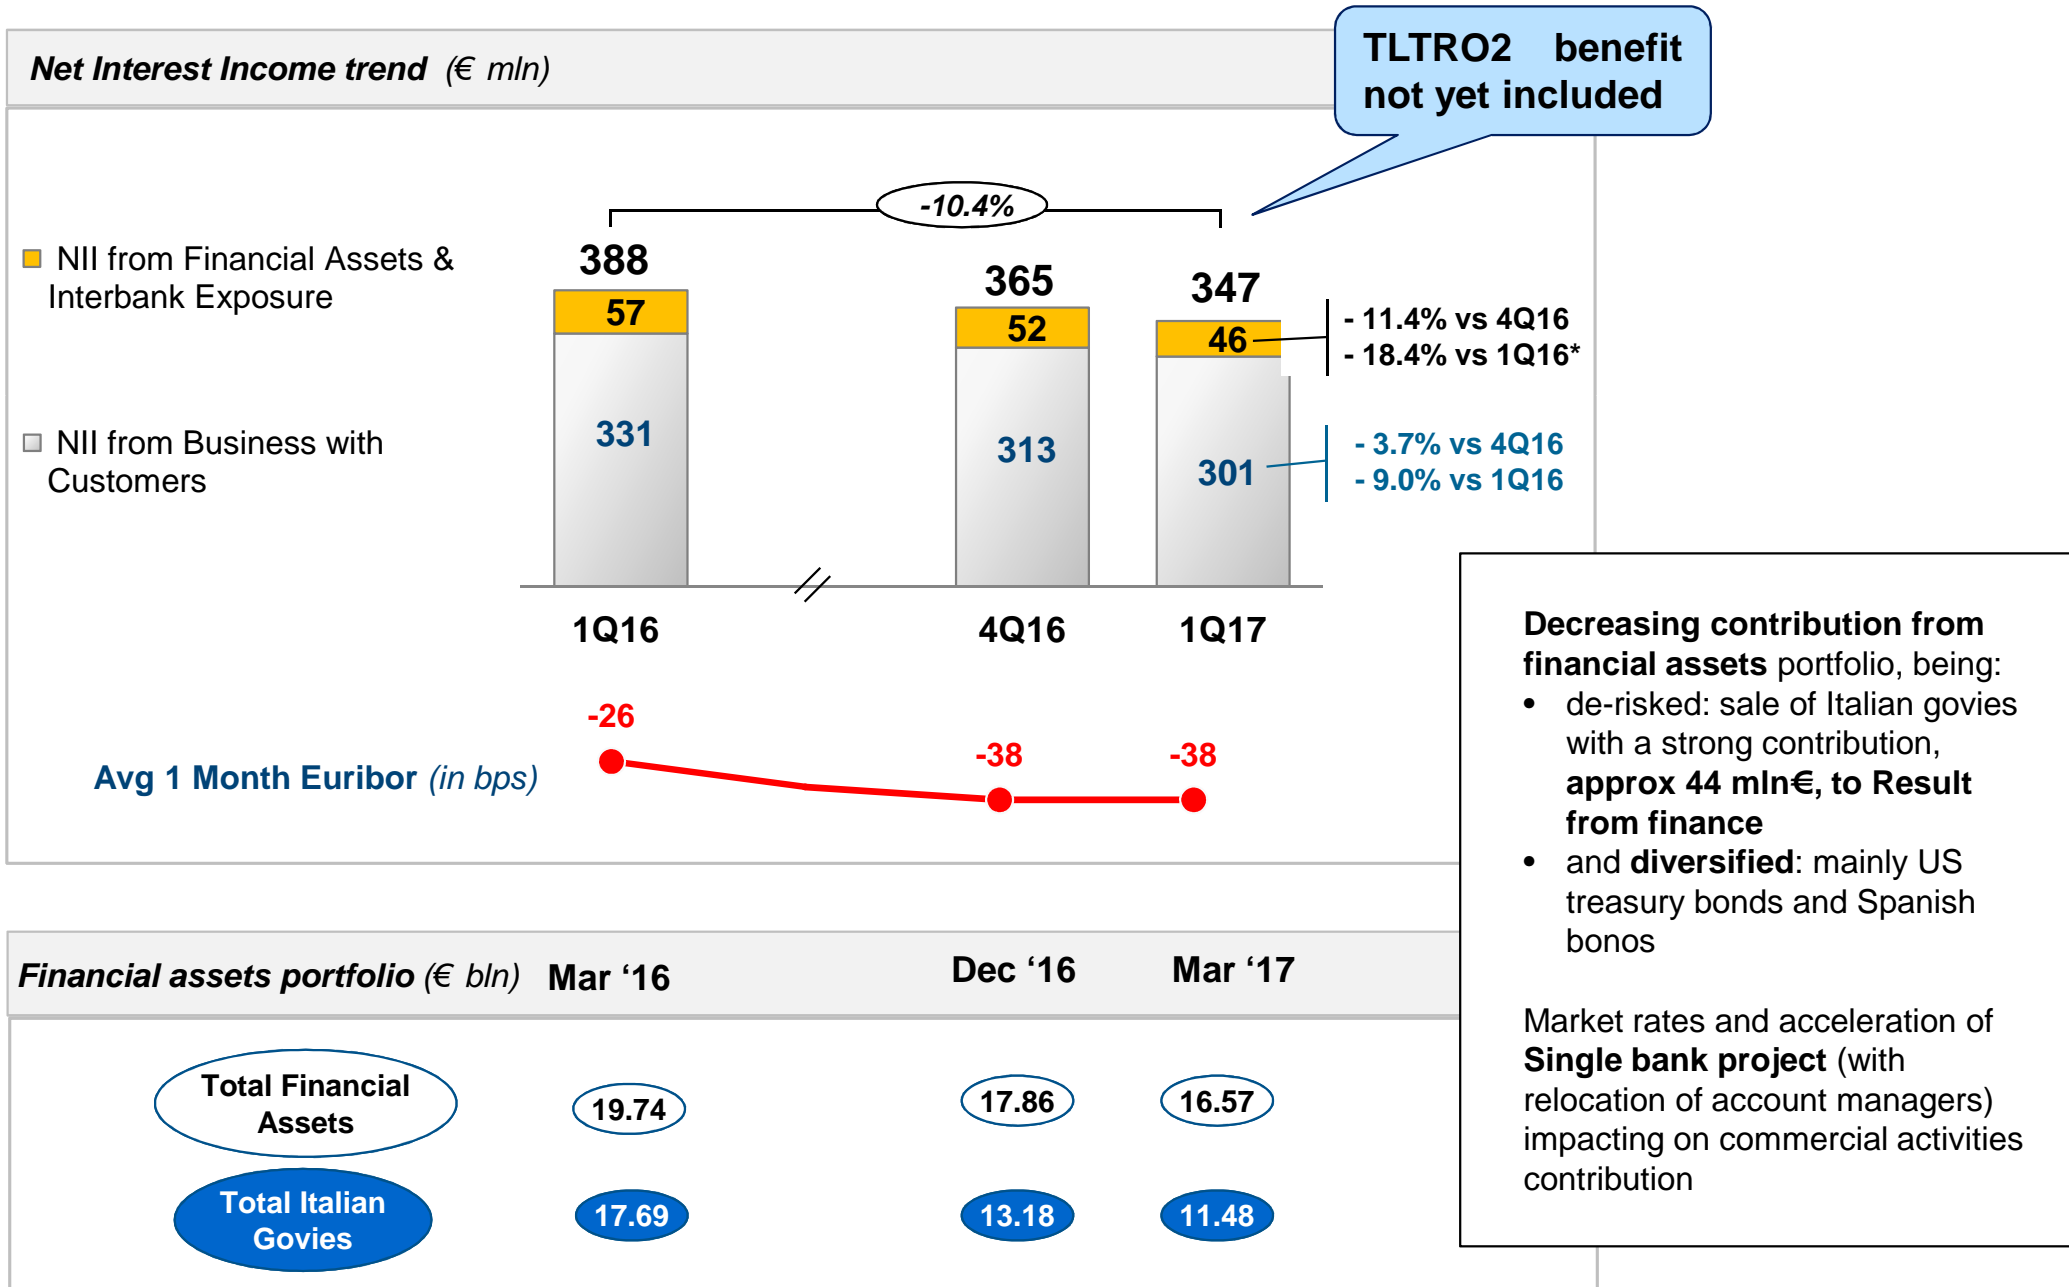 Net Interest Income trend (€ mln)
TLTRO2 benefit
not yet included
-10.4%
NII from Financial Assets &
Interbank Exposure
NII from Business with
Customers
388
57
331
365
52
313
347
46
301
- 11.4% vs 4Q16
- 18.4% vs 1Q16*
- 3.7% vs 4Q16
- 9.0% vs 1Q16
1Q16
4Q16
1Q17
-26
-38
-38
Avg 1 Month Euribor (in bps)
Decreasing contribution from
financial assets portfolio, being:
• de-risked: sale of Italian govies
with a strong contribution,
approx 44 mln€, to Result
from finance
• and diversified: mainly US
treasury bonds and Spanish
bonos
Market rates and acceleration of
Single bank project (with
relocation of account managers)
impacting on commercial activities
contribution
Financial assets portfolio (€ bln) Mar ‘16 Dec ‘16 Mar ‘17
Total Financial
Assets
19.74
17.86
16.57
Total Italian
Govies
17.69
13.18
11.48